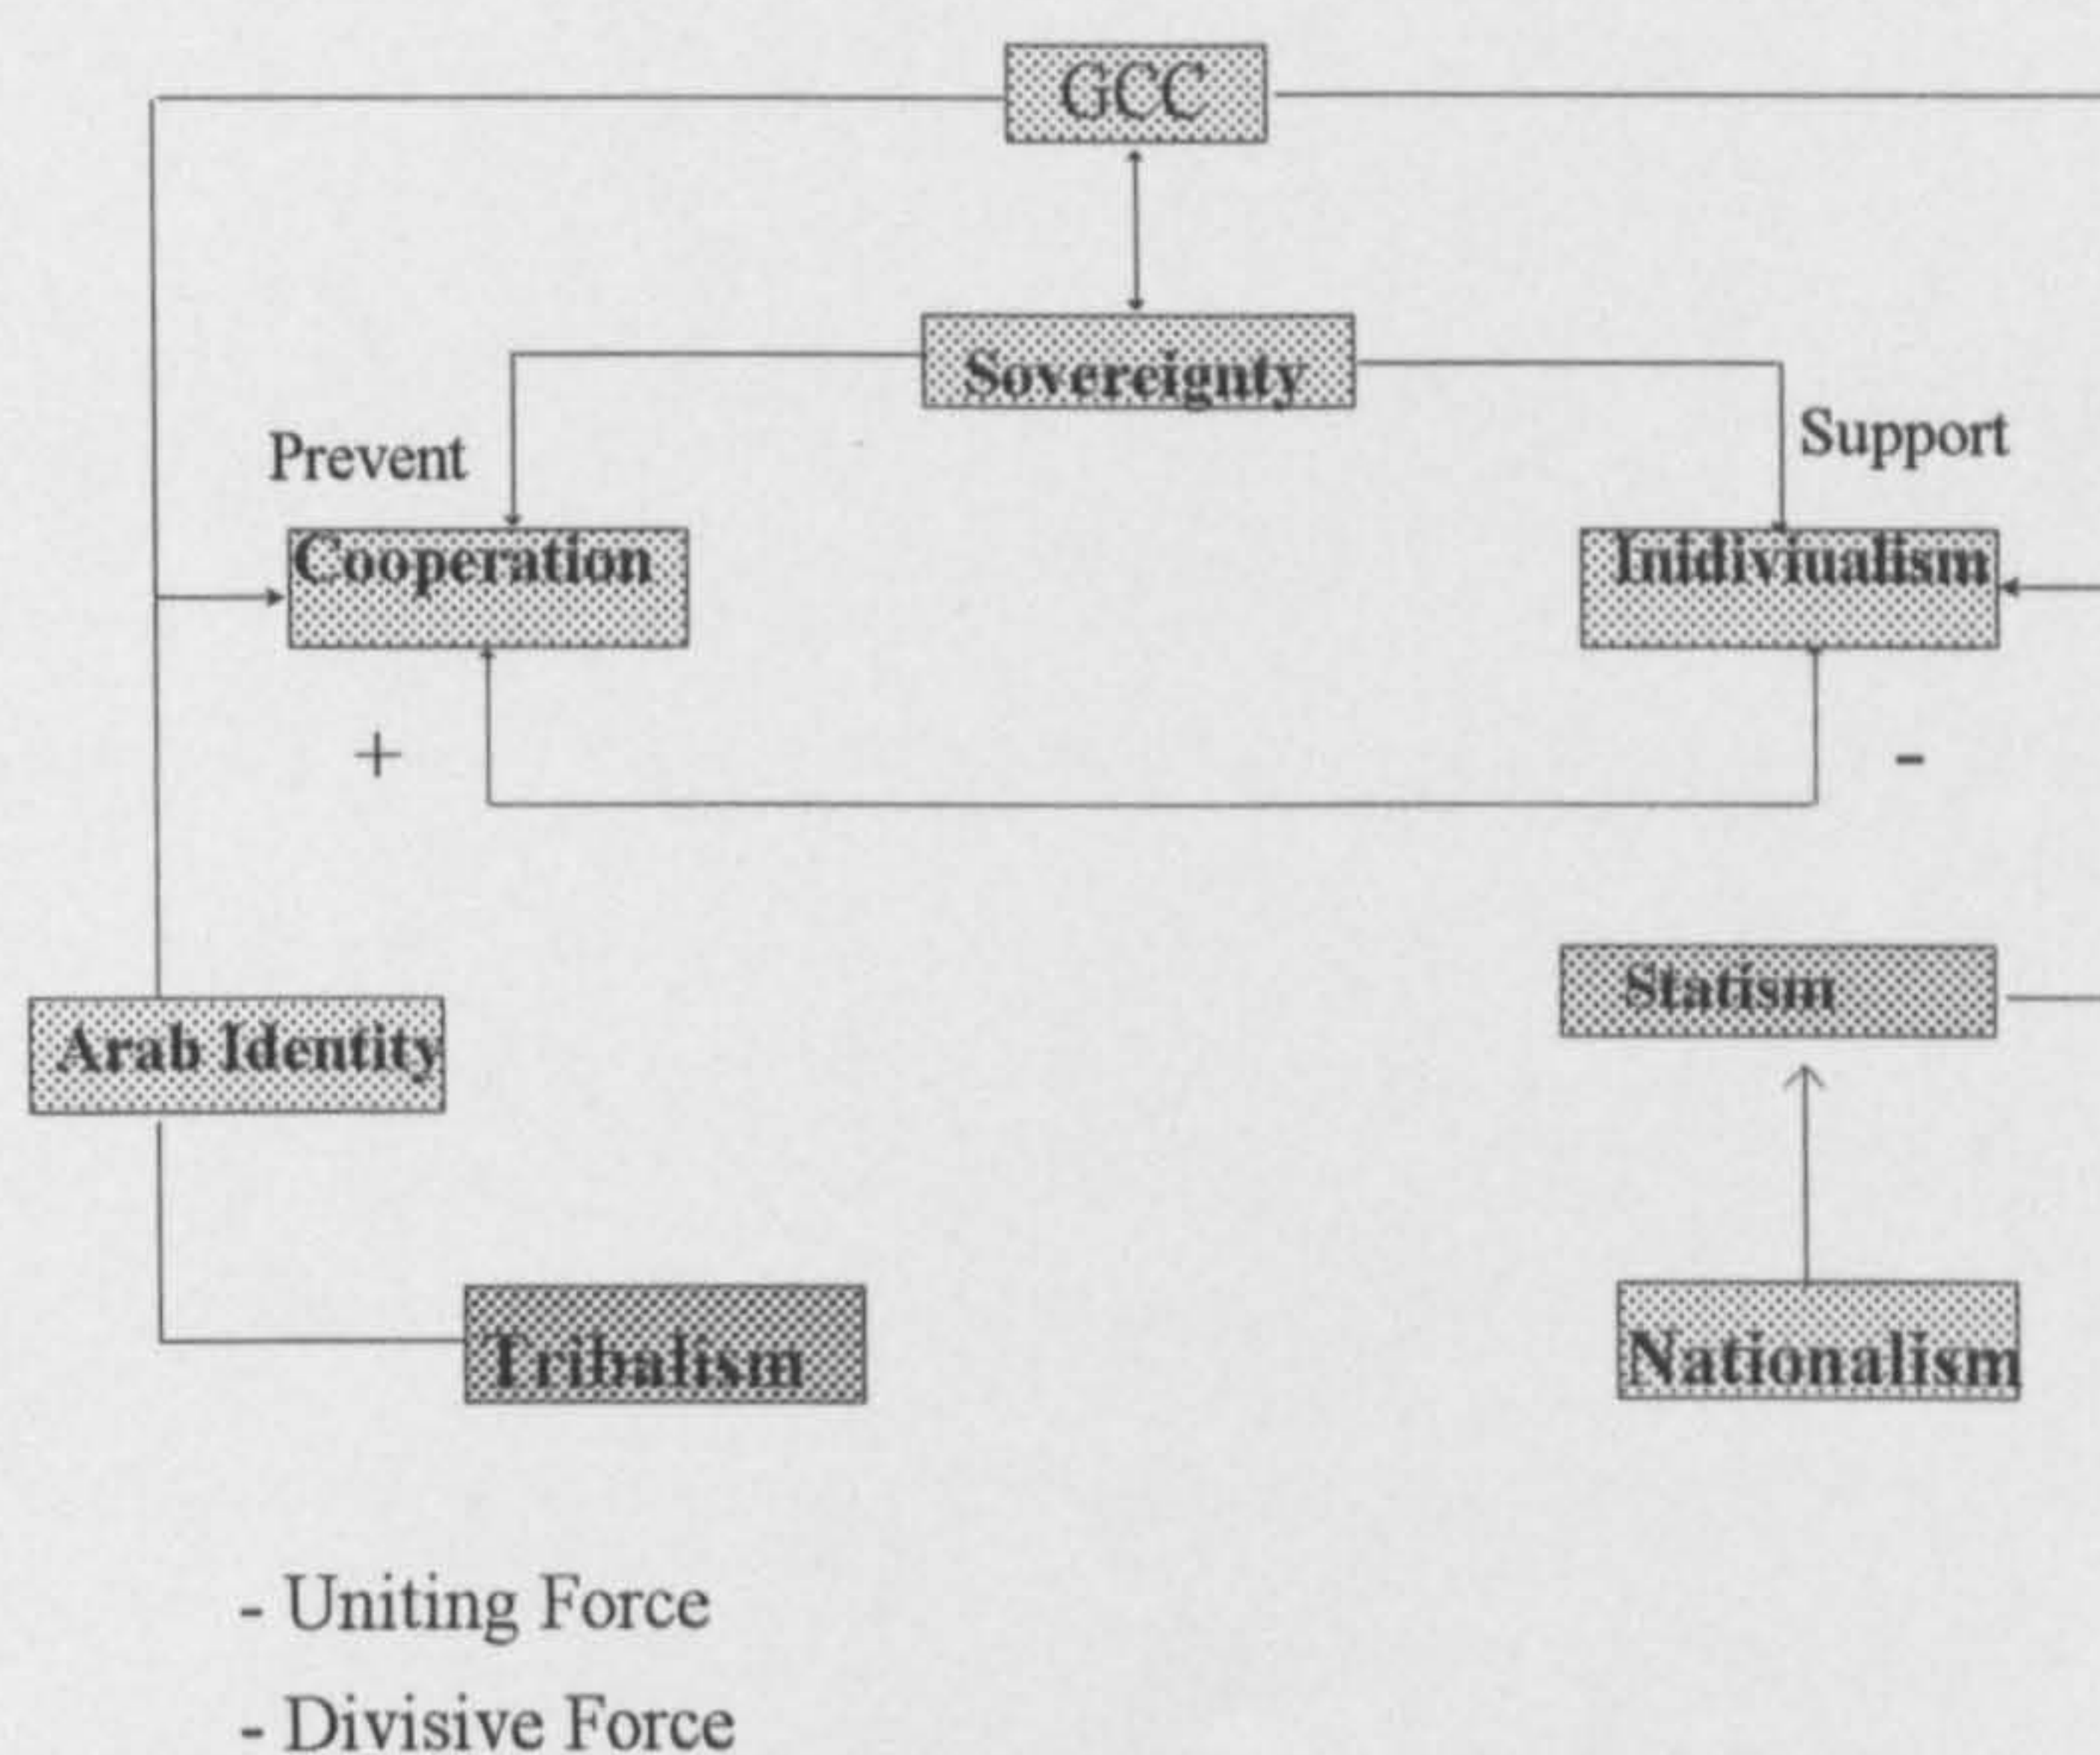 GCC
Sovereignty
Prevent
Support
Cooperation
Inidiviualism
+
-
Statism
Arab Identity
Tribalism
Nationalism
- Uniting Force
- Divisive Force